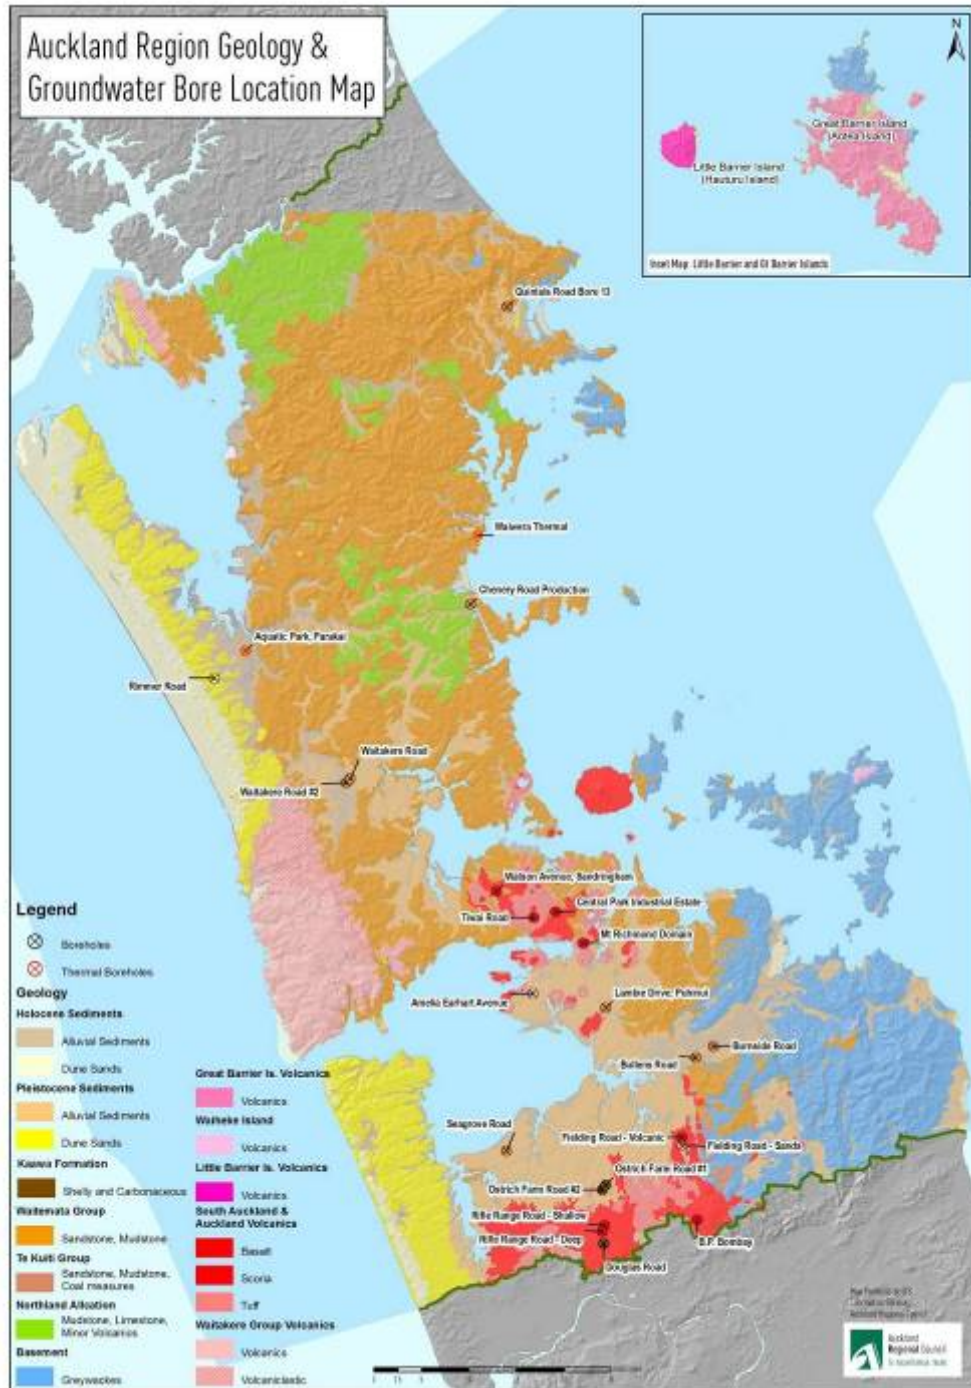 Auckland Region Geology &
Groundwater Bore Location Map
N
Great Barrier Island
(Aotea Island)
Little Barrier Island
(Hauturu Island)
Inset Map: Little Barrier and Gt Barrier Islands
Quintals Road Bore 13
Waiwera Thermal
Chenery Road Production
Aquatic Park, Parakai
Rimmer Road
Waitakere Road
Waitakere Road #2
Watson Avenue, Sandringham
Central Park Industrial Estate
Tiwai Road
Mt Richmond Domain
Amelia Earhart Avenue
Lambie Drive, Puhinui
Burnside Road
Bullens Road
Seagrove Road
Fielding Road - Volcanic
Fielding Road - Sands
Ostrich Farm Road #1
Ostrich Farm Road #2
Rifle Range Road - Shallow
Rifle Range Road - Deep
B.P. Bombay
Douglas Road
Legend
Boreholes
Thermal Boreholes
Geology
Holocene Sediments
Alluvial Sediments
Dune Sands
Pleistocene Sediments
Alluvial Sediments
Dune Sands
Kaawa Formation
Shelly and Carbonaceous
Waitemata Group
Sandstone, Mudstone
Te Kuiti Group
Sandstone, Mudstone,
Coal measures
Northland Allcation
Mudstone, Limestone,
Minor Volcanics
Basement
Greywackes
Great Barrier Is. Volcanics
Volcanics
Waiheke Island
Volcanics
Little Barrier Is. Volcanics
Volcanics
South Auckland &
Auckland Volcanics
Basalt
Scoria
Tuff
Waitakere Group Volcanics
Volcanics
Volcaniclastic
Auckland
Regional Council